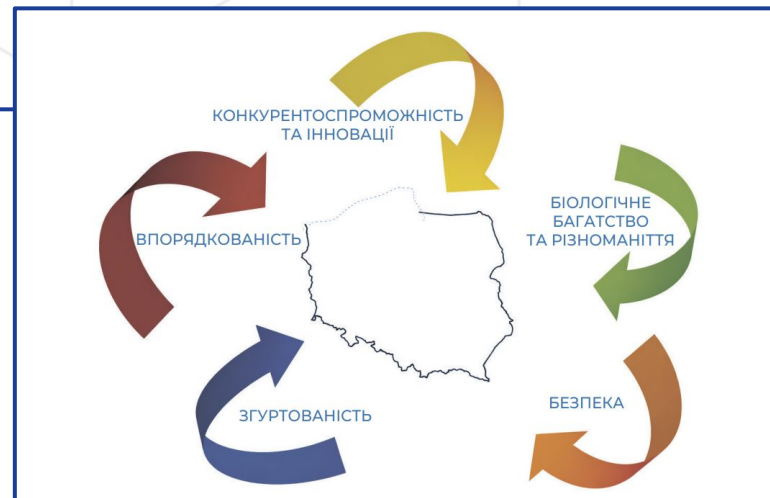 КОНКУРЕНТОСПРОМОЖНІСТЬ
ТА ІННОВАЦІЇ
БІОЛОГІЧНЕ
БАГАТСТВО
ТА РІЗНОМАНІТТЯ
ВПОРЯДКОВАНІСТЬ
ЗГУРТОВАНІСТЬ
БЕЗПЕКА